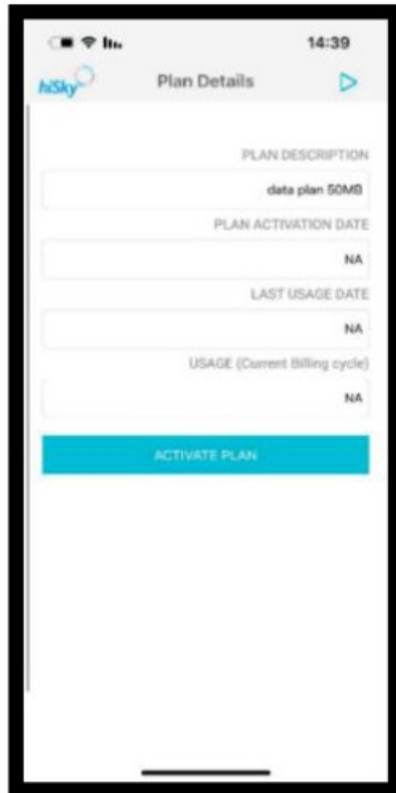 14:39
hiSky
Plan Details
PLAN DESCRIPTION
data plan 50MB
PLAN ACTIVATION DATE
NA
LAST USAGE DATE
NA
USAGE (Current Billing cycle)
NA
ACTIVATE PLAN